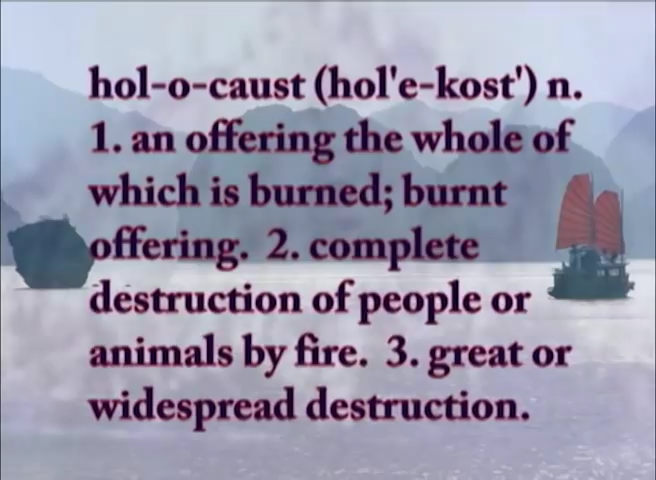 hol-o-caust (hol'e-kost') n.
1. an offering the whole of
which is burned; burnt
offering.  2. complete
destruction of people or
animals by fire.  3. great or
widespread destruction.